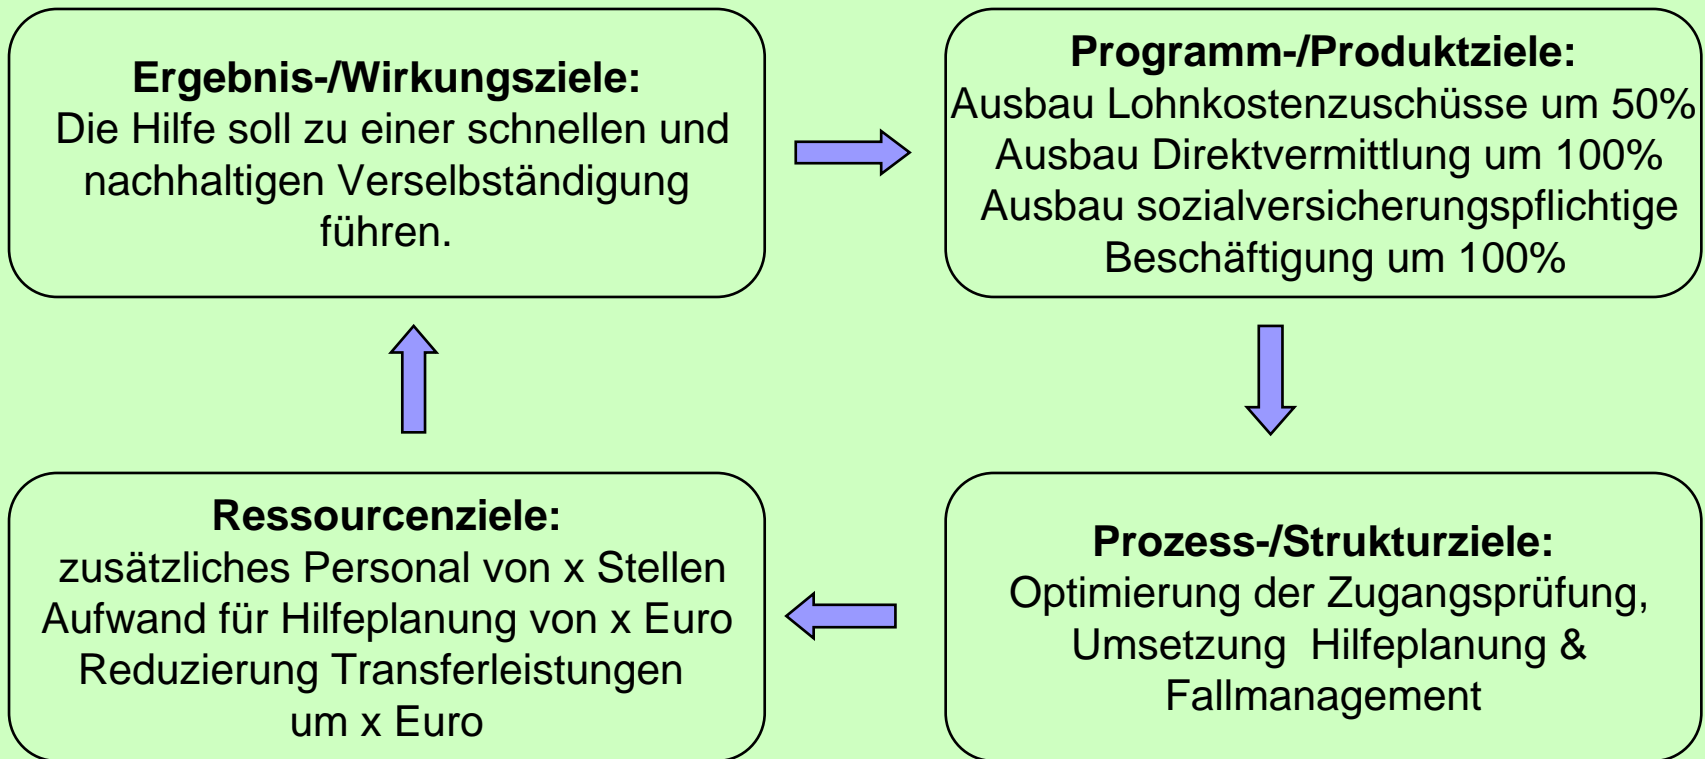 Ergebnis-/Wirkungsziele:
Die Hilfe soll zu einer schnellen und
nachhaltigen Verselbständigung
führen.
Programm-/Produktziele:
Ausbau Lohnkostenzuschüsse um 50%
Ausbau Direktvermittlung um 100%
Ausbau sozialversicherungspflichtige
Beschäftigung um 100%
Ressourcenziele:
zusätzliches Personal von x Stellen
Aufwand für Hilfeplanung von x Euro
Reduzierung Transferleistungen
um x Euro
Prozess-/Strukturziele:
Optimierung der Zugangsprüfung,
Umsetzung  Hilfeplanung &
Fallmanagement